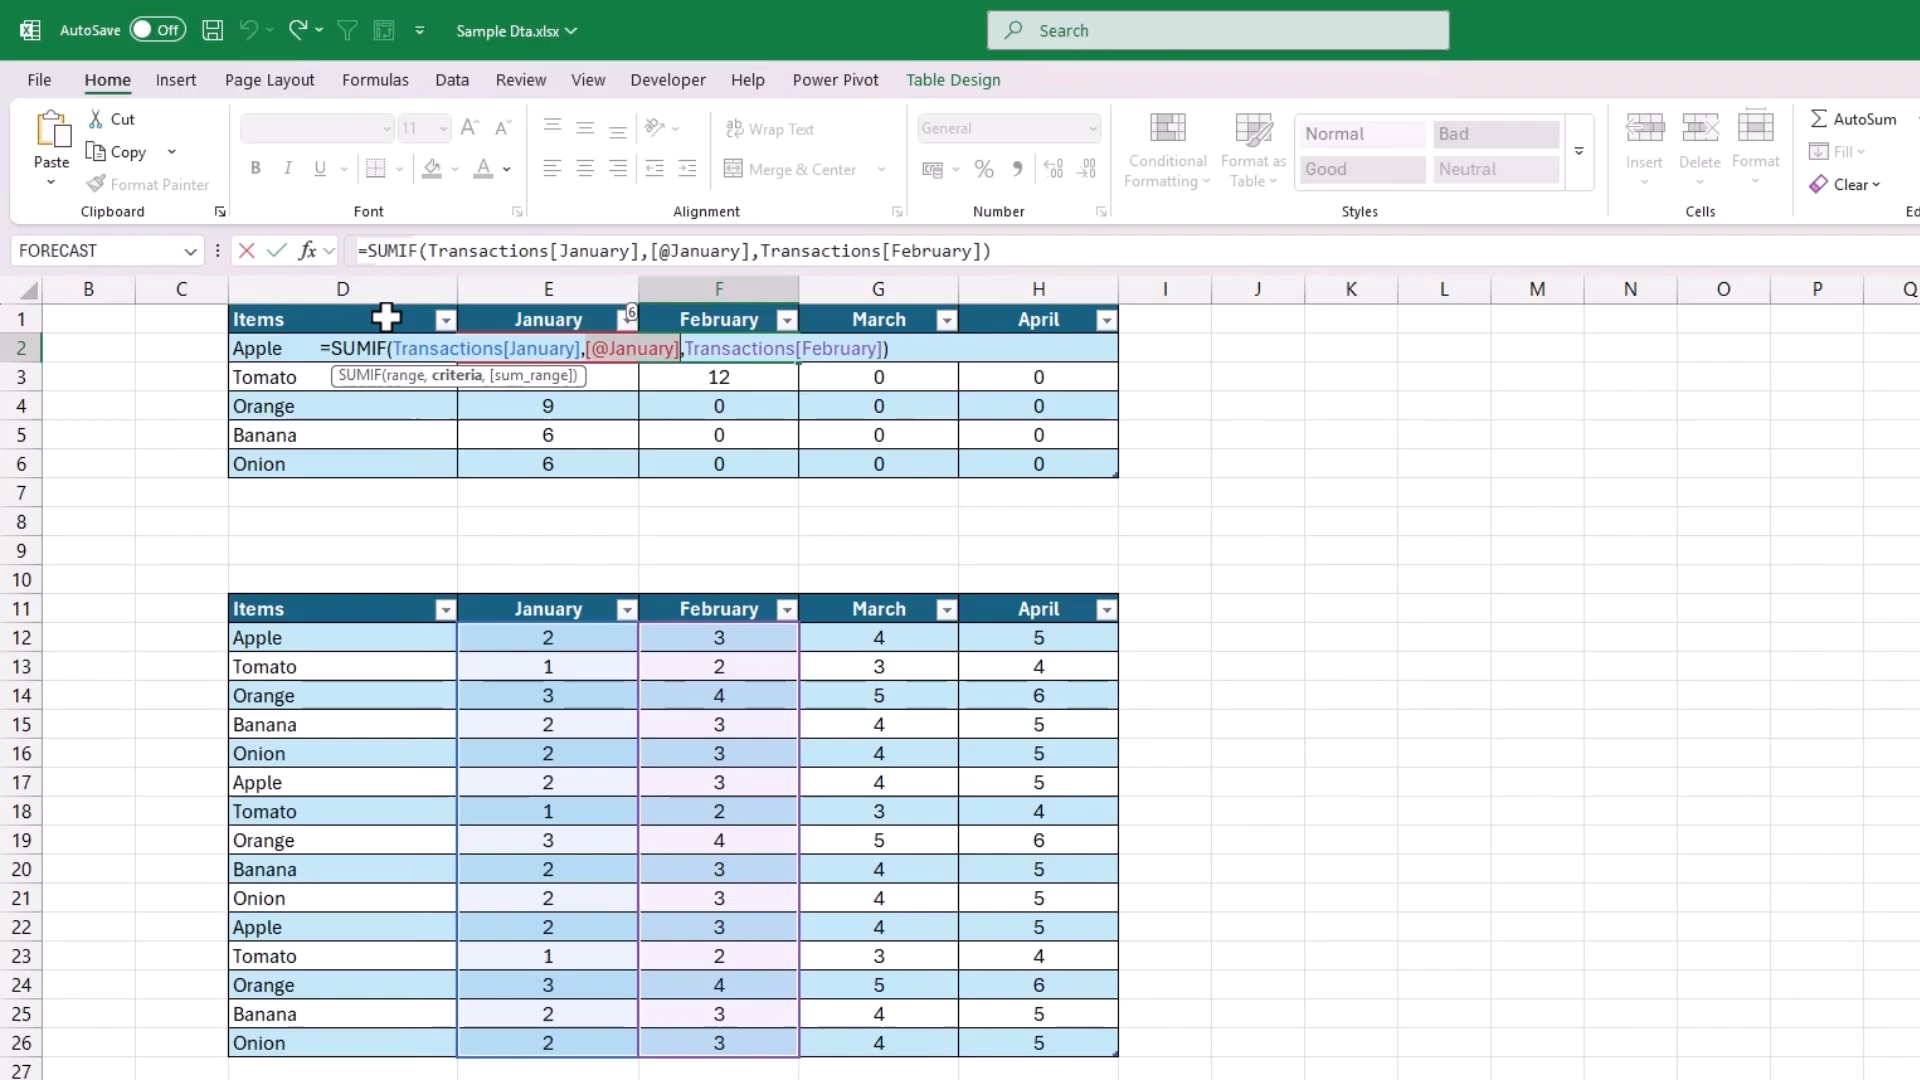 AutoSave Off Sample Dta.xlsx Search
File Home Insert Page Layout Formulas Data Review View Developer Help Power Pivot Table Design
Paste Cut Copy Format Painter Clipboard
11 A A B I U A Font
ab Wrap Text Merge & Center Alignment
General % Number
Conditional Formatting Format as Table Normal Bad Good Neutral Styles
Insert Delete Format Cells
AutoSum Fill Clear Ed
FORECAST fx =SUMIF(Transactions[January],[@January],Transactions[February])
B C D E F G H I J K L M N O P Q
1 Items January 6 February March April
2 Apple =SUMIF(Transactions[January],[@January],Transactions[February])
SUMIF(range, criteria, [sum_range])
3 Tomato 12 0 0
4 Orange 9 0 0 0
5 Banana 6 0 0 0
6 Onion 6 0 0 0
7
8
9
10
11 Items January February March April
12 Apple 2 3 4 5
13 Tomato 1 2 3 4
14 Orange 3 4 5 6
15 Banana 2 3 4 5
16 Onion 2 3 4 5
17 Apple 2 3 4 5
18 Tomato 1 2 3 4
19 Orange 3 4 5 6
20 Banana 2 3 4 5
21 Onion 2 3 4 5
22 Apple 2 3 4 5
23 Tomato 1 2 3 4
24 Orange 3 4 5 6
25 Banana 2 3 4 5
26 Onion 2 3 4 5
27